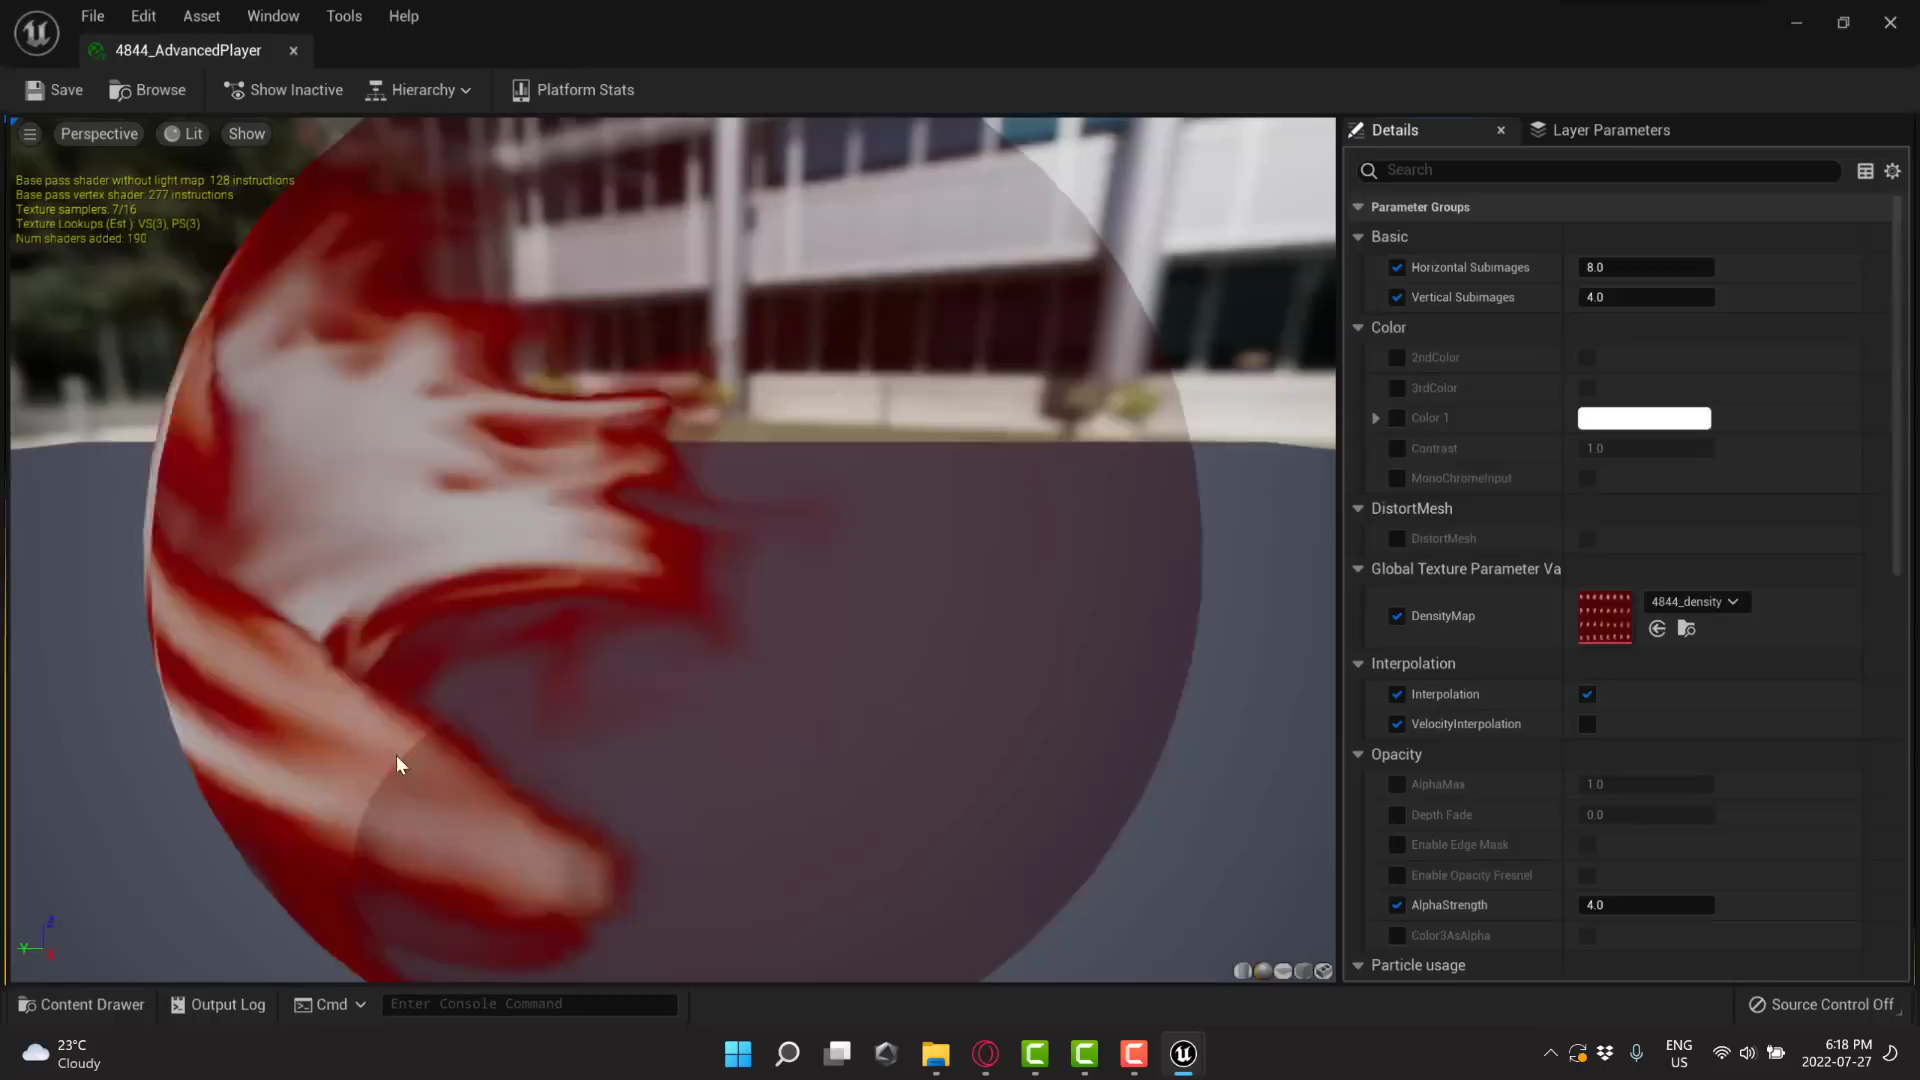 File Edit Asset Window Tools Help
4844_AdvancedPlayer
Save Browse Show Inactive Hierarchy Platform Stats
Perspective Lit Show
Base pass shader without light map: 128 instructions
Base pass vertex shader: 277 instructions
Texture samplers: 7/16
Texture Lookups (Est.): VS(3), PS(3)
Num shaders added: 190
Z
Y
X
Details Layer Parameters
Search
Parameter Groups
Basic
Horizontal Subimages 8.0
Vertical Subimages 4.0
Color
2ndColor
3rdColor
Color 1
Contrast 1.0
MonoChromeInput
DistortMesh
DistortMesh
Global Texture Parameter Va
DensityMap 4844_density
Interpolation
Interpolation
VelocityInterpolation
Opacity
AlphaMax 1.0
Depth Fade 0.0
Enable Edge Mask
Enable Opacity Fresnel
AlphaStrength 4.0
Color3AsAlpha
Particle usage
Content Drawer Output Log Cmd Enter Console Command Source Control Off
23°C
Cloudy
ENG
US
6:18 PM
2022-07-27